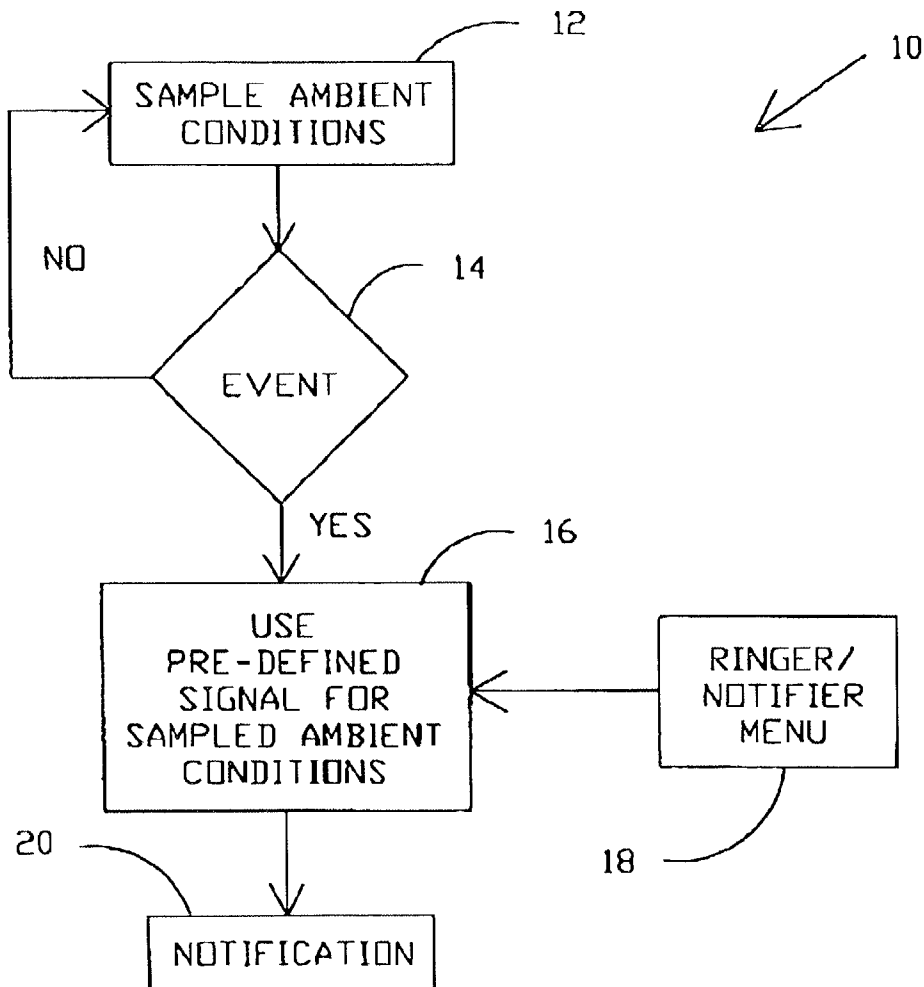 12
10
SAMPLE AMBIENT
CONDITIONS
NO
14
EVENT
YES
16
USE
PRE-DEFINED
SIGNAL FOR
SAMPLED AMBIENT
CONDITIONS
RINGER/
NOTIFIER
MENU
18
20
NOTIFICATION